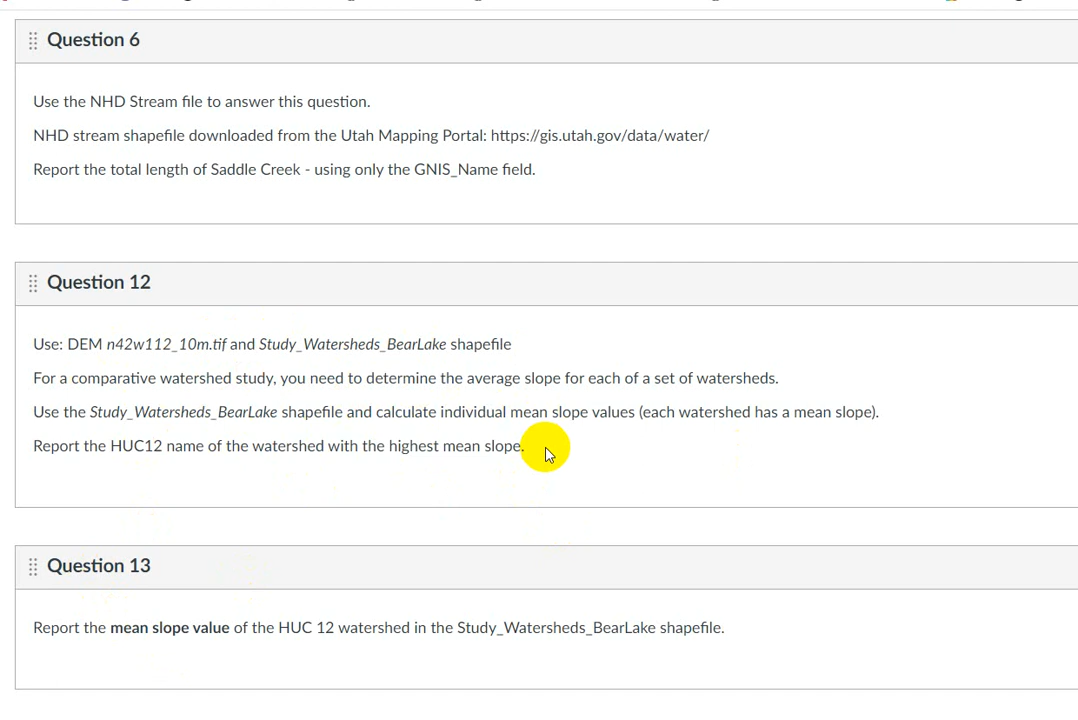 Question 6
Use the NHD Stream file to answer this question.
NHD stream shapefile downloaded from the Utah Mapping Portal: https://gis.utah.gov/data/water/
Report the total length of Saddle Creek - using only the GNIS_Name field.
Question 12
Use: DEM n42w112_10m.tif and Study_Watersheds_BearLake shapefile
For a comparative watershed study, you need to determine the average slope for each of a set of watersheds.
Use the Study_Watersheds_BearLake shapefile and calculate individual mean slope values (each watershed has a mean slope).
Report the HUC12 name of the watershed with the highest mean slope.
Question 13
Report the mean slope value of the HUC 12 watershed in the Study_Watersheds_BearLake shapefile.